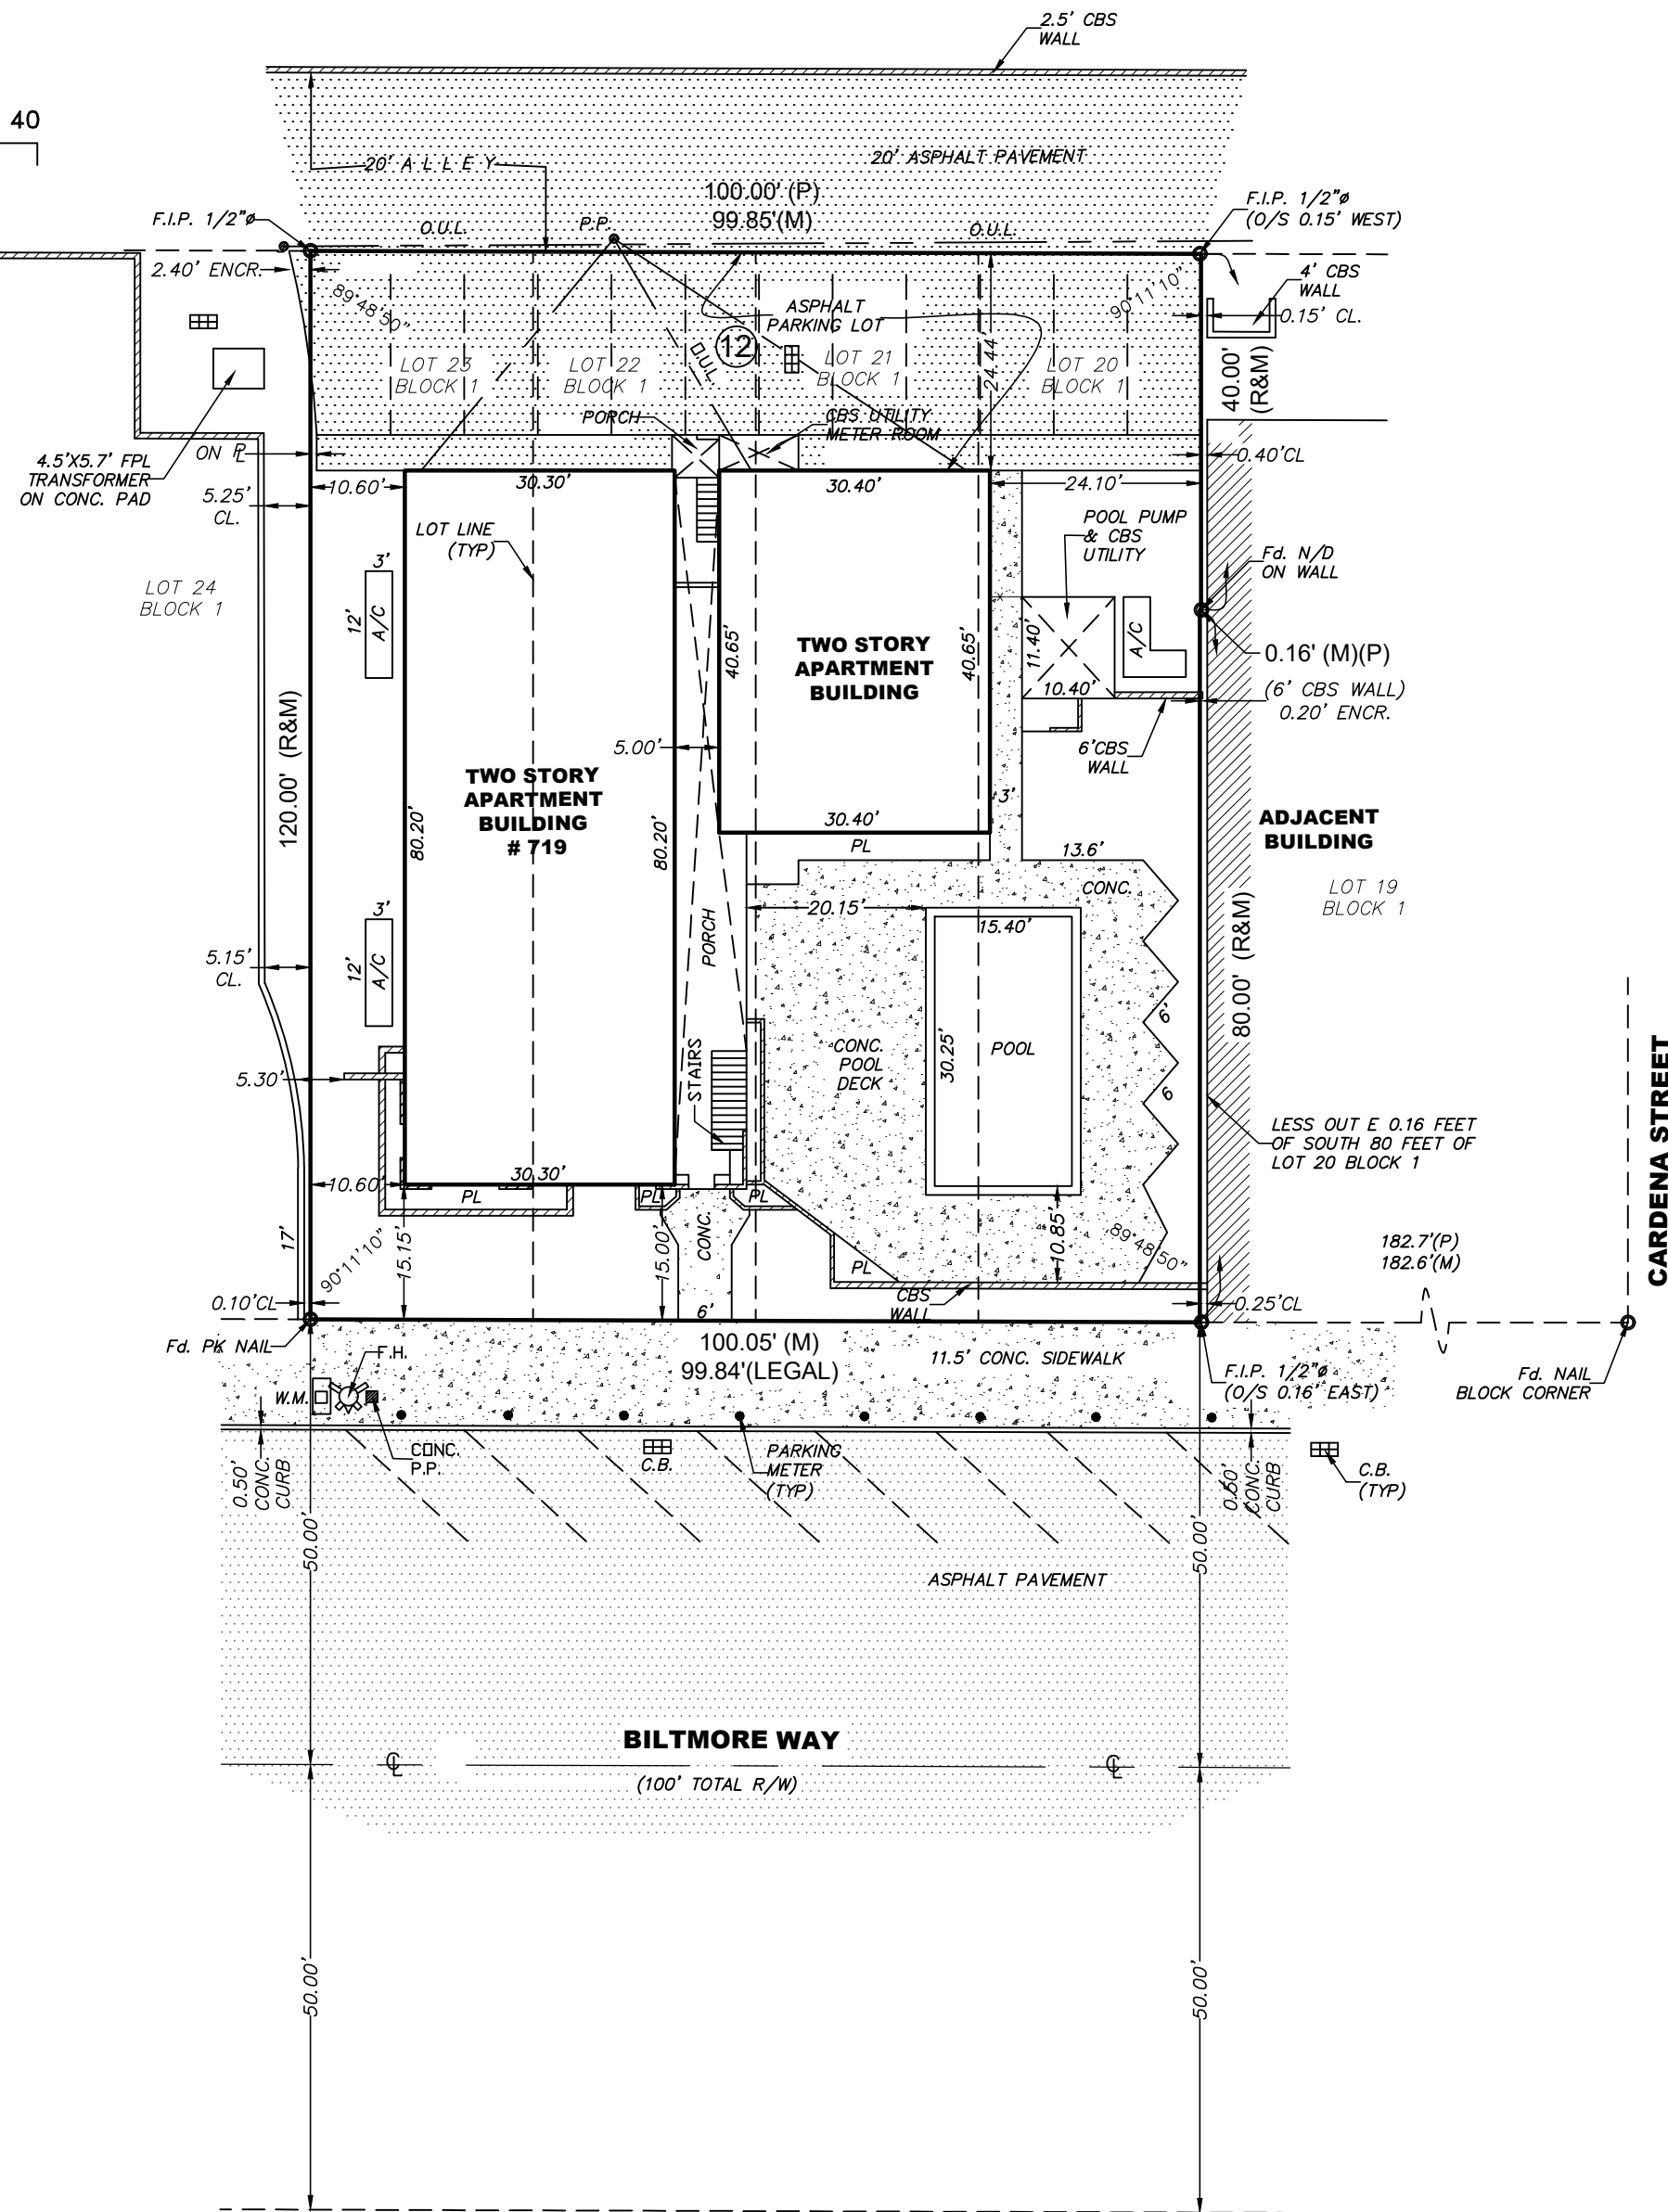 2.5' CBS
WALL
40
20' A L L E Y
20' ASPHALT PAVEMENT
100.00' (P)
99.85'(M)
F.I.P. 1/2"ø
O.U.L.
P.P.
O.U.L.
F.I.P. 1/2"ø
(O/S 0.15' WEST)
2.40' ENCR.
89°48'50"
90°11'10"
4' CBS
WALL
0.15' CL.
ASPHALT
PARKING LOT
12
O.U.L
LOT 23
BLOCK 1
LOT 22
BLOCK 1
LOT 21
BLOCK 1
LOT 20
BLOCK 1
24.44'
40.00'
(R&M)
PORCH
CBS UTILITY
METER ROOM
4.5'X5.7' FPL
TRANSFORMER
ON CONC. PAD
ON PL
0.40'CL
10.60'
30.30'
30.40'
24.10'
5.25'
CL.
LOT LINE
(TYP)
POOL PUMP
& CBS
UTILITY
Fd. N/D
ON WALL
3'
12'
A/C
LOT 24
BLOCK 1
40.65'
TWO STORY
APARTMENT
BUILDING
40.65'
11.40'
10.40'
A/C
0.16' (M)(P)
(6' CBS WALL)
0.20' ENCR.
120.00' (R&M)
5.00'
6'CBS
WALL
TWO STORY
APARTMENT
BUILDING
# 719
80.20'
80.20'
3'
30.40'
PL
13.6'
ADJACENT
BUILDING
CONC.
LOT 19
BLOCK 1
3'
12'
A/C
PORCH
20.15'
15.40'
80.00' (R&M)
5.15'
CL.
6'
6
CONC.
POOL
DECK
30.25'
POOL
STAIRS
5.30'
CARDENA STREET
LESS OUT E 0.16 FEET
OF SOUTH 80 FEET OF
LOT 20 BLOCK 1
10.60'
30.30'
PL
PL
PL
17'
90°11'10"
15.15'
15.00'
CONC.
10.85'
89°48'50"
PL
182.7'(P)
182.6'(M)
0.10'CL
6'
CBS
WALL
0.25'CL
Fd. PK NAIL
F.H.
100.05' (M)
99.84'(LEGAL)
11.5' CONC. SIDEWALK
F.I.P. 1/2"ø
(O/S 0.16' EAST)
Fd. NAIL
BLOCK CORNER
W.M.
CONC.
P.P.
C.B.
PARKING
METER
(TYP)
C.B.
(TYP)
0.50'
CONC.
CURB
0.50'
CONC.
CURB
50.00'
50.00'
ASPHALT PAVEMENT
BILTMORE WAY
CL
CL
(100' TOTAL R/W)
50.00'
50.00'